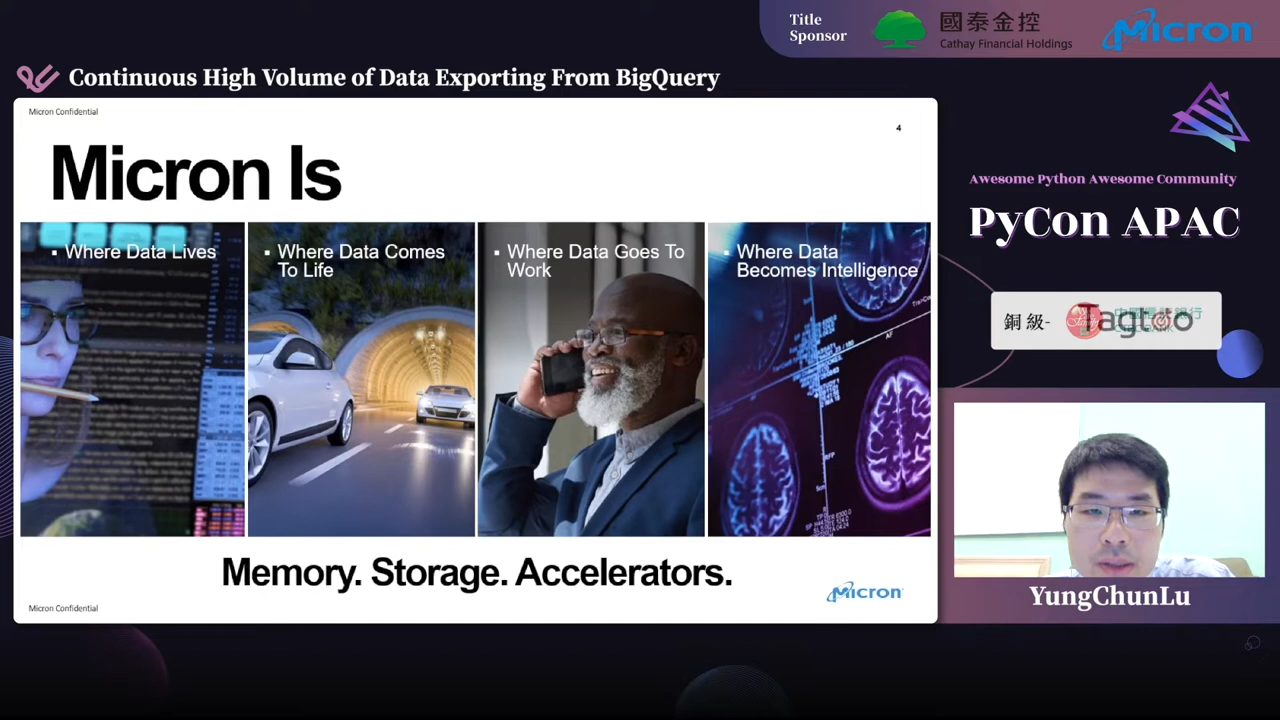 Title
Sponsor
國泰金控
Cathay Financial Holdings
Micron
Continuous High Volume of Data Exporting From BigQuery
Micron Confidential
4
Micron Is
▪ Where Data Lives
▪ Where Data Comes
To Life
▪ Where Data Goes To
Work
▪ Where Data
Becomes Intelligence
Memory. Storage. Accelerators.
Micron
Micron Confidential
Awesome Python Awesome Community
PyCon APAC
銅級-
Tagtoo
YungChunLu